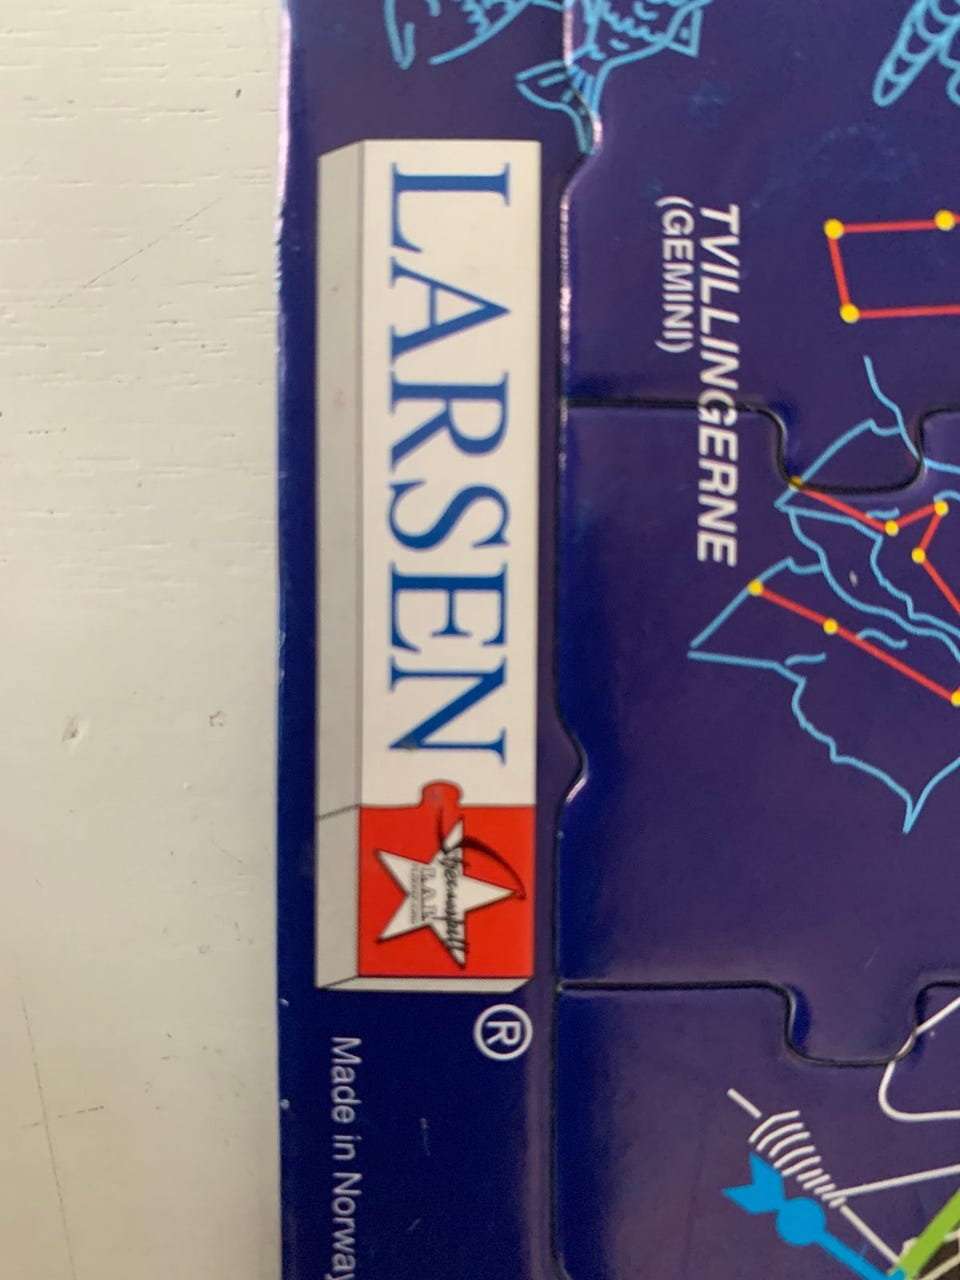 TVILLINGERNE
(GEMINI)
LARSEN
®
Made in Norway